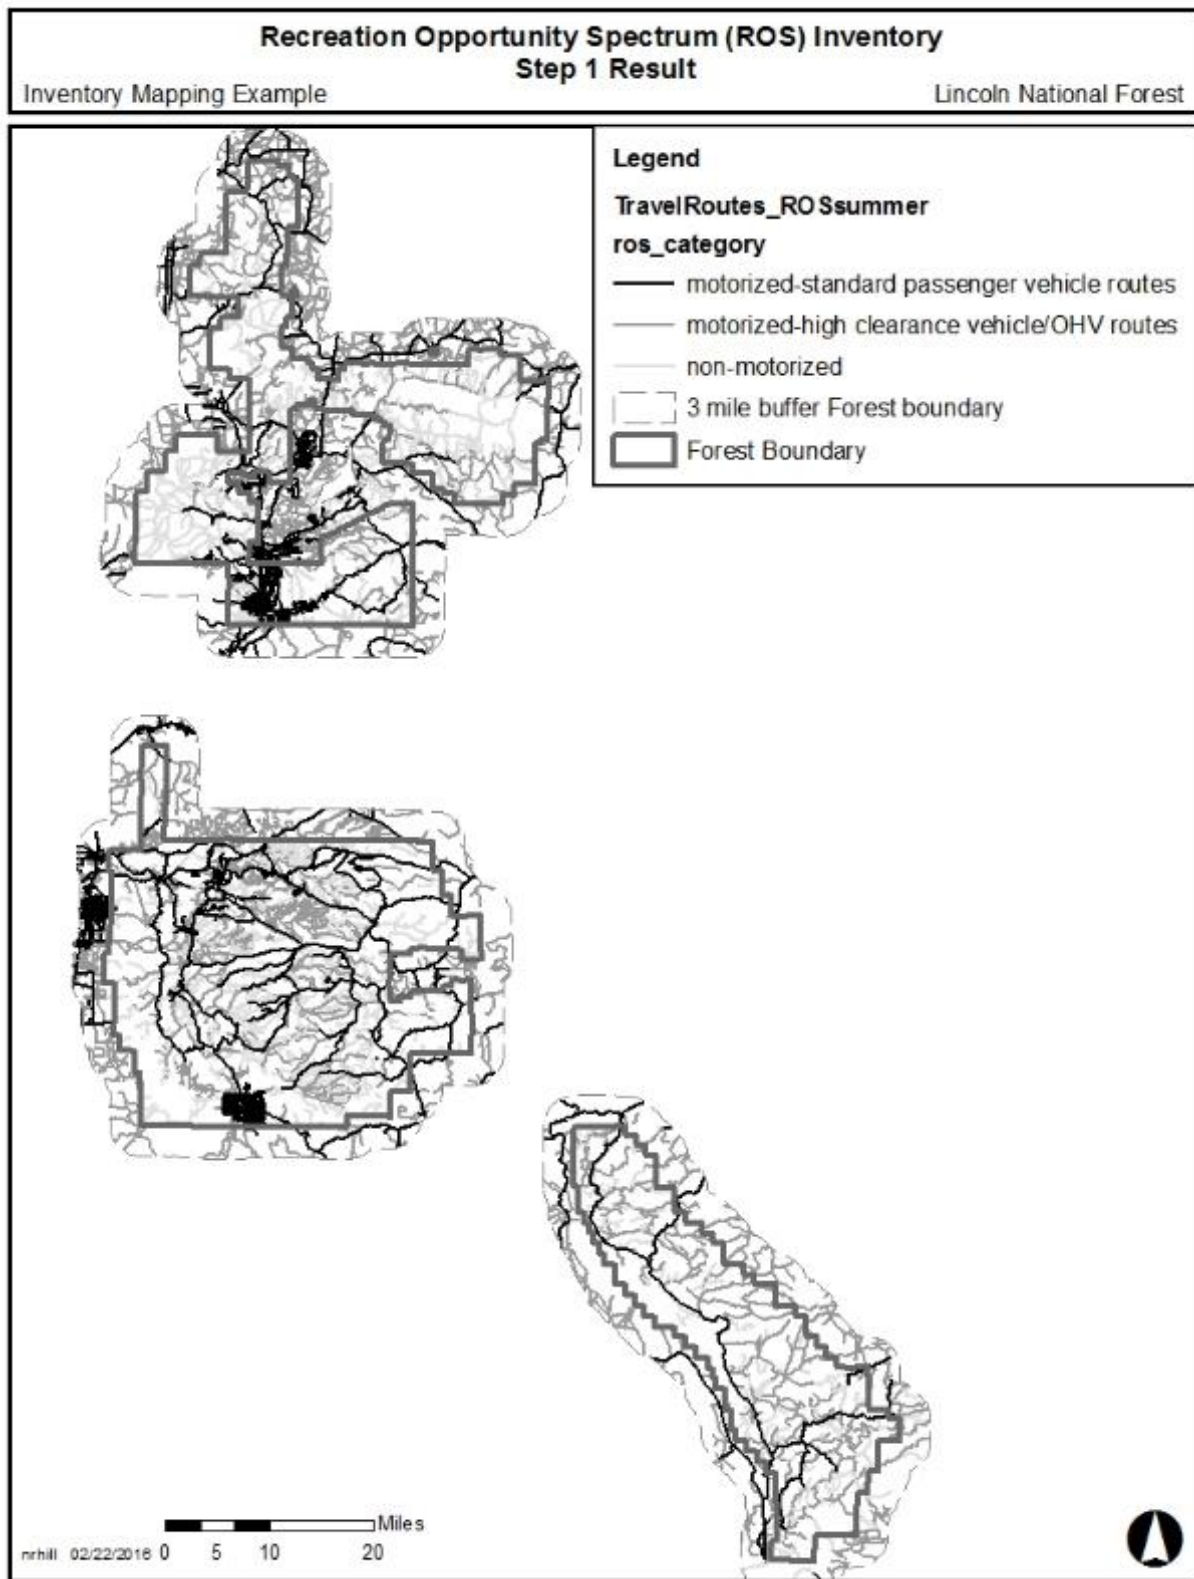 Recreation Opportunity Spectrum (ROS) Inventory
Step 1 Result
Inventory Mapping Example
Lincoln National Forest
Legend
TravelRoutes_ROSsummer
ros_category
motorized-standard passenger vehicle routes
motorized-high clearance vehicle/OHV routes
non-motorized
3 mile buffer Forest boundary
Forest Boundary
Miles
nrhill 02/22/2016 0 5 10 20